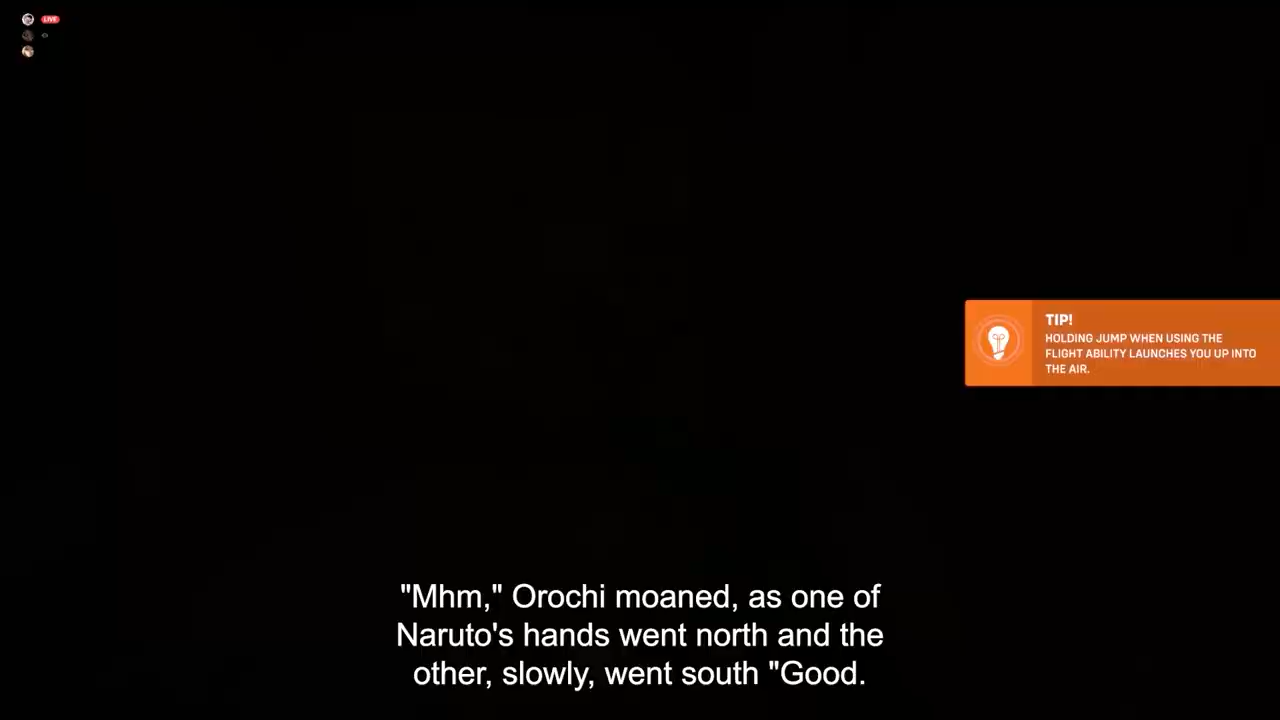 LIVE
TIP!
HOLDING JUMP WHEN USING THE
FLIGHT ABILITY LAUNCHES YOU UP INTO
THE AIR.
"Mhm," Orochi moaned, as one of
Naruto's hands went north and the
other, slowly, went south "Good.